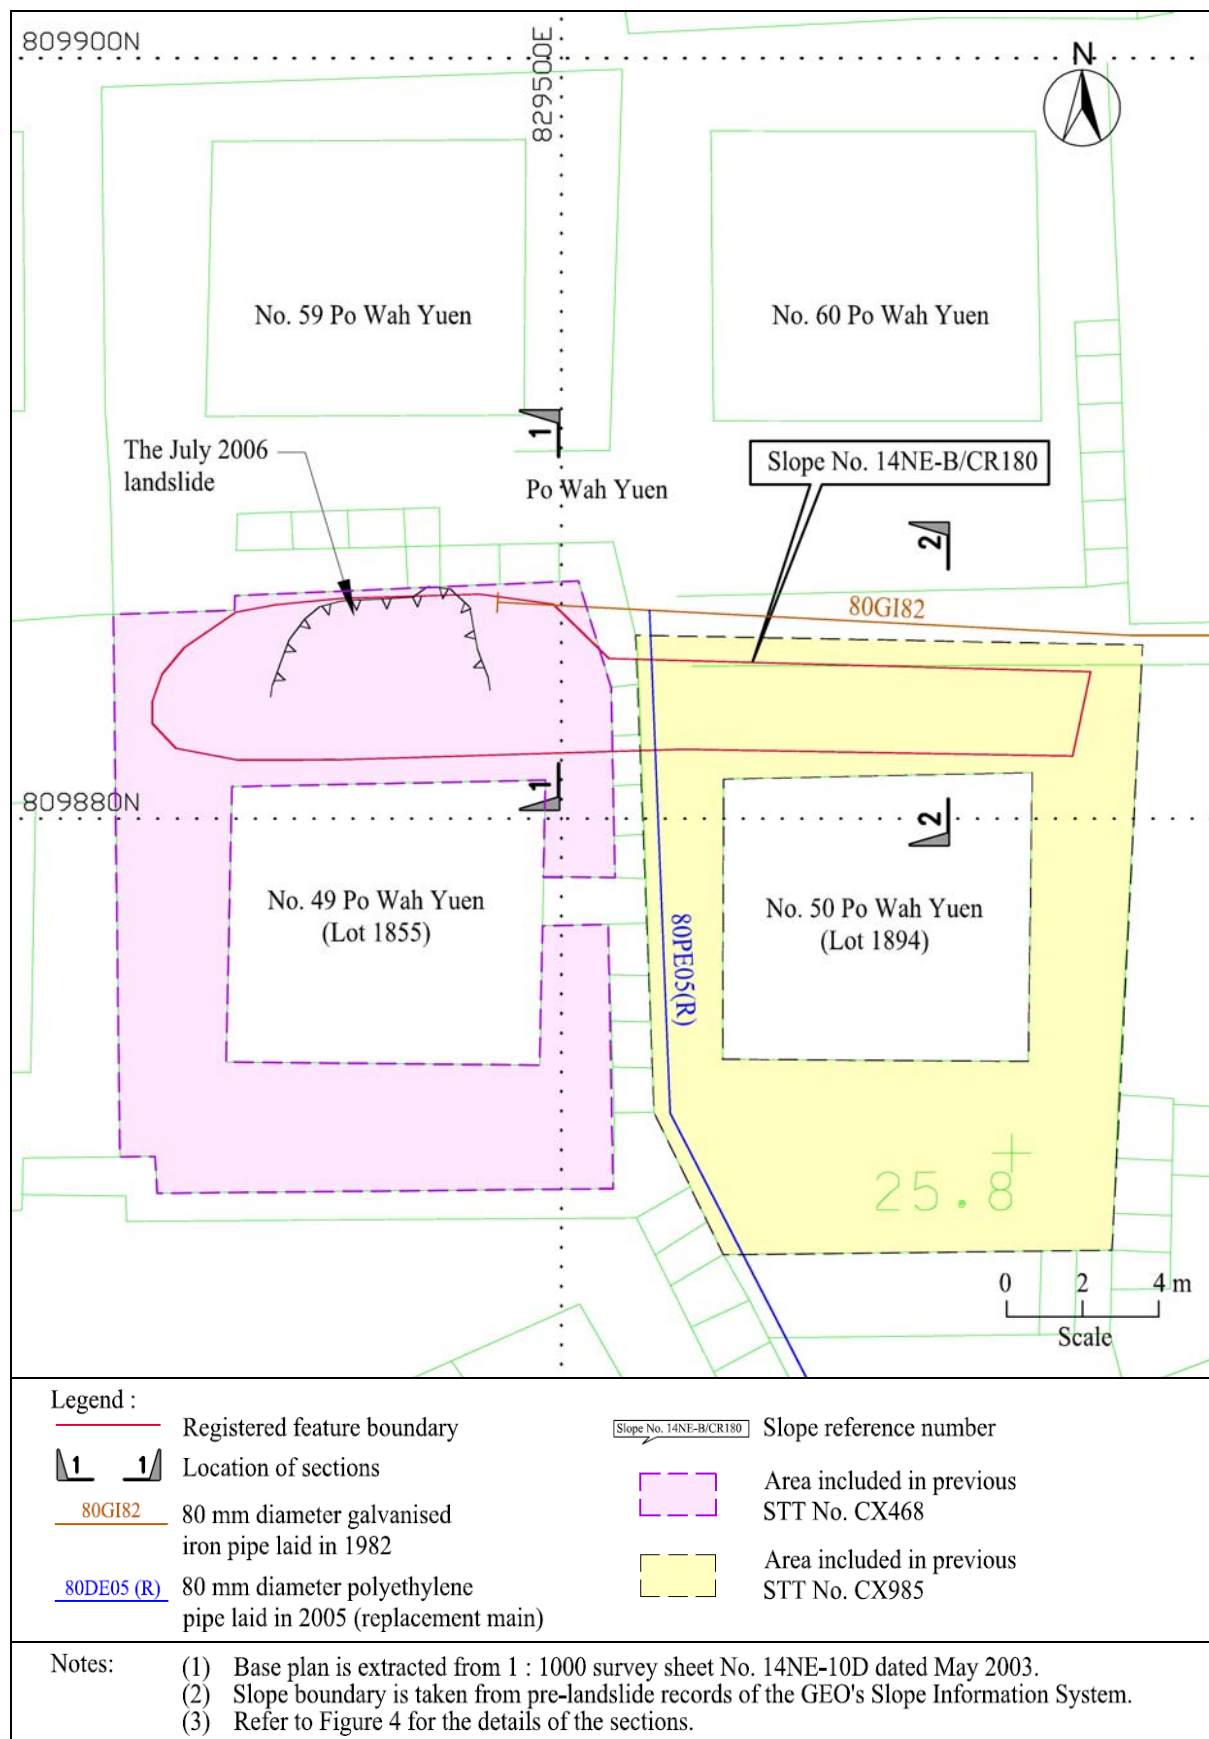 809900N
829500E
N
No. 59 Po Wah Yuen
No. 60 Po Wah Yuen
1
The July 2006
landslide
Slope No. 14NE-B/CR180
Po Wah Yuen
2
80GI82
1
809880N
2
No. 49 Po Wah Yuen
(Lot 1855)
No. 50 Po Wah Yuen
(Lot 1894)
80PE05(R)
25.8
0 2 4 m
Scale
Legend :
Registered feature boundary
1 1
Location of sections
80GI82
80 mm diameter galvanised
iron pipe laid in 1982
80DE05 (R)
80 mm diameter polyethylene
pipe laid in 2005 (replacement main)
Slope No. 14NE-B/CR180
Slope reference number
Area included in previous
STT No. CX468
Area included in previous
STT No. CX985
Notes:
(1) Base plan is extracted from 1 : 1000 survey sheet No. 14NE-10D dated May 2003.
(2) Slope boundary is taken from pre-landslide records of the GEO's Slope Information System.
(3) Refer to Figure 4 for the details of the sections.